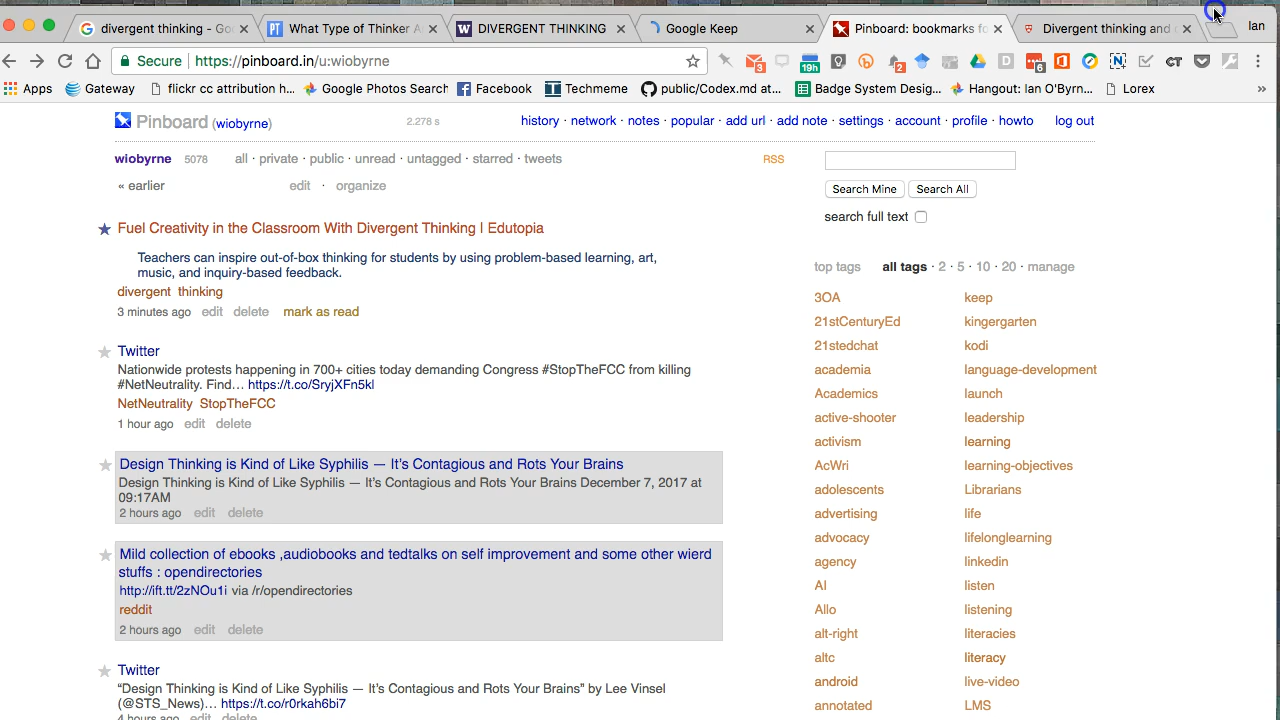 divergent thinking - Go
What Type of Thinker A
DIVERGENT THINKING
Google Keep
Pinboard: bookmarks fo
Divergent thinking and c
Ian
Secure
https://pinboard.in/u:wiobyrne
3
19h
2
6
Apps
Gateway
flickr cc attribution h...
Google Photos Search
Facebook
Techmeme
public/Codex.md at...
Badge System Desig...
Hangout: Ian O'Byrn...
Lorex
»
Pinboard (wiobyrne)
2.278 s
history · network · notes · popular · add url · add note · settings · account · profile · howto
log out
wiobyrne 5078
all · private · public · unread · untagged · starred · tweets
RSS
« earlier
edit · organize
Search Mine
Search All
search full text
Fuel Creativity in the Classroom With Divergent Thinking | Edutopia
Teachers can inspire out-of-box thinking for students by using problem-based learning, art,
music, and inquiry-based feedback.
divergent thinking
3 minutes ago edit delete mark as read
Twitter
Nationwide protests happening in 700+ cities today demanding Congress #StopTheFCC from killing
#NetNeutrality. Find… https://t.co/SryjXFn5kl
NetNeutrality StopTheFCC
1 hour ago edit delete
Design Thinking is Kind of Like Syphilis — It's Contagious and Rots Your Brains
Design Thinking is Kind of Like Syphilis — It's Contagious and Rots Your Brains December 7, 2017 at
09:17AM
2 hours ago edit delete
Mild collection of ebooks ,audiobooks and tedtalks on self improvement and some other wierd
stuffs : opendirectories
http://ift.tt/2zNOu1i via /r/opendirectories
reddit
2 hours ago edit delete
Twitter
“Design Thinking is Kind of Like Syphilis — It's Contagious and Rots Your Brains” by Lee Vinsel
(@STS_News)… https://t.co/r0rkah6bi7
4 hours ago edit delete
top tags all tags · 2 · 5 · 10 · 20 · manage
3OA
21stCenturyEd
21stedchat
academia
Academics
active-shooter
activism
AcWri
adolescents
advertising
advocacy
agency
AI
Allo
alt-right
altc
android
annotated
keep
kingergarten
kodi
language-development
launch
leadership
learning
learning-objectives
Librarians
life
lifelonglearning
linkedin
listen
listening
literacies
literacy
live-video
LMS